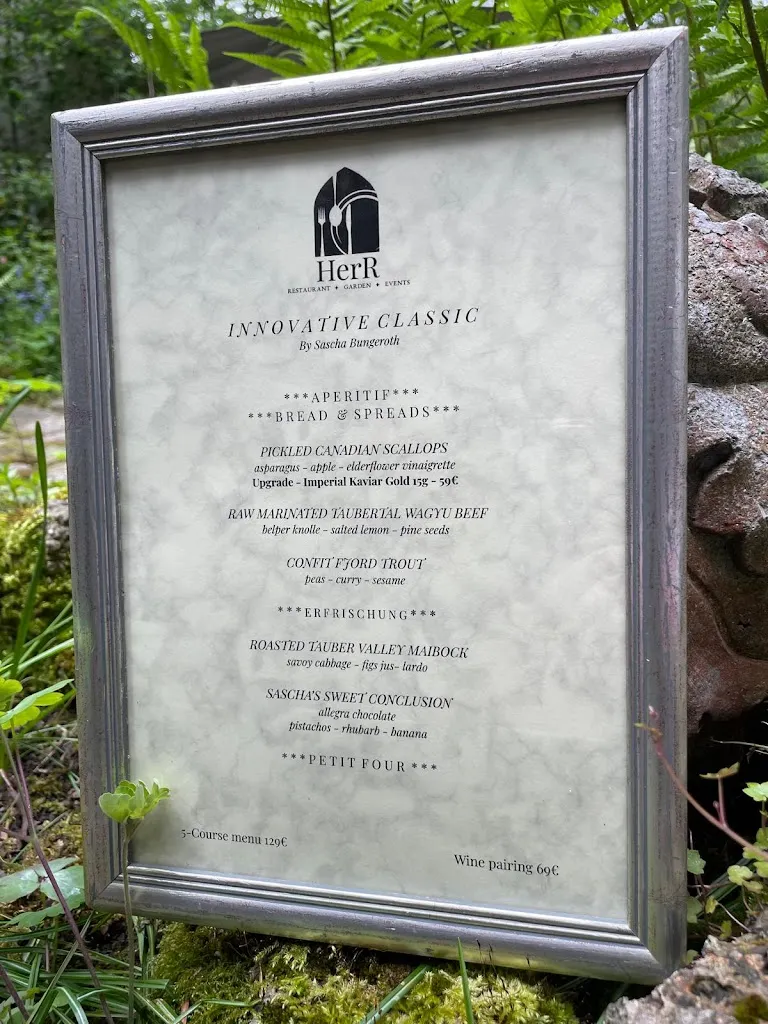 HerR
RESTAURANT ✦ GARDEN ✦ EVENTS
INNOVATIVE CLASSIC
By Sascha Bungeroth
***APERITIF***
***BREAD & SPREADS***
PICKLED CANADIAN SCALLOPS
asparagus - apple - elderflower vinaigrette
Upgrade - Imperial Kaviar Gold 15g - 59€
RAW MARINATED TAUBERTAL WAGYU BEEF
belper knolle - salted lemon - pine seeds
CONFIT FJORD TROUT
peas - curry - sesame
***ERFRISCHUNG***
ROASTED TAUBER VALLEY MAIBOCK
savoy cabbage - figs jus- lardo
SASCHA'S SWEET CONCLUSION
allegra chocolate
pistachos - rhubarb - banana
***PETIT FOUR ***
5-Course menu 129€
Wine pairing 69€